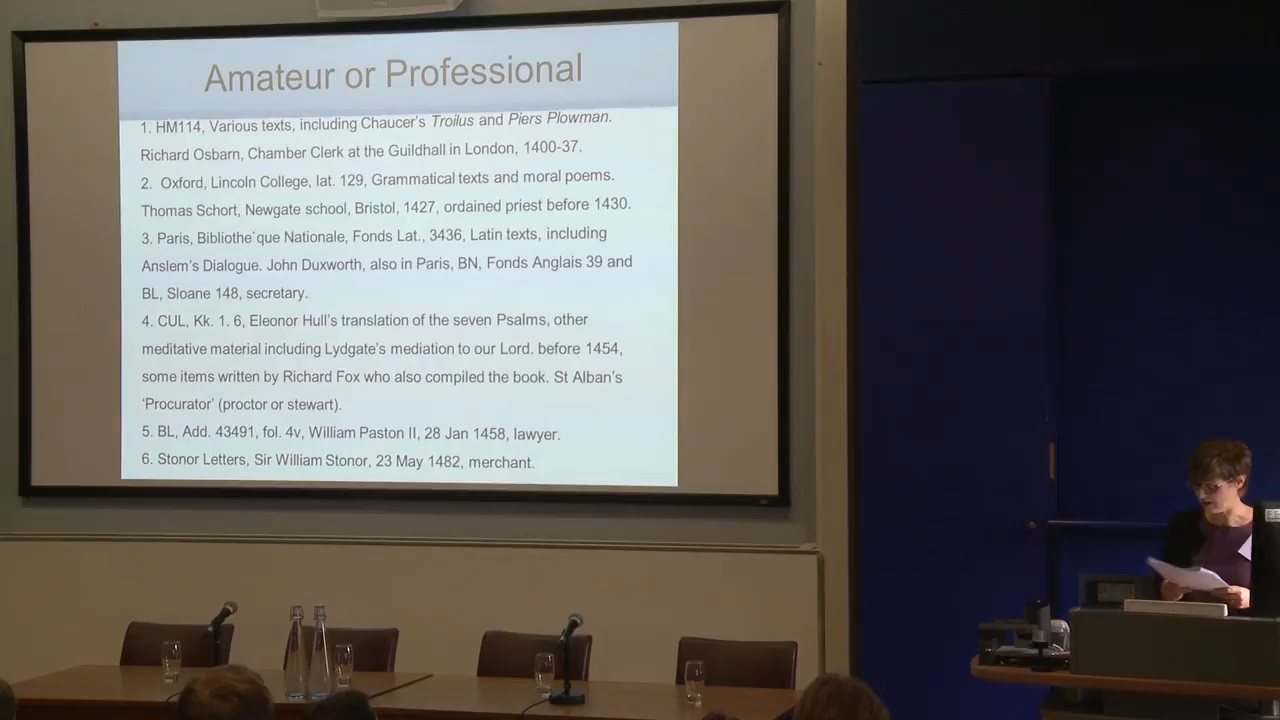 Amateur or Professional
1. HM114, Various texts, including Chaucer's Troilus and Piers Plowman.
Richard Osbarn, Chamber Clerk at the Guildhall in London, 1400-37.
2. Oxford, Lincoln College, lat. 129, Grammatical texts and moral poems.
Thomas Schort, Newgate school, Bristol, 1427, ordained priest before 1430.
3. Paris, Bibliothe`que Nationale, Fonds Lat., 3436, Latin texts, including
Anslem's Dialogue. John Duxworth, also in Paris, BN, Fonds Anglais 39 and
BL, Sloane 148, secretary.
4. CUL, Kk. 1. 6, Eleonor Hull's translation of the seven Psalms, other
meditative material including Lydgate's mediation to our Lord. before 1454,
some items written by Richard Fox who also compiled the book. St Alban's
'Procurator' (proctor or stewart).
5. BL, Add. 43491, fol. 4v, William Paston II, 28 Jan 1458, lawyer.
6. Stonor Letters, Sir William Stonor, 23 May 1482, merchant.